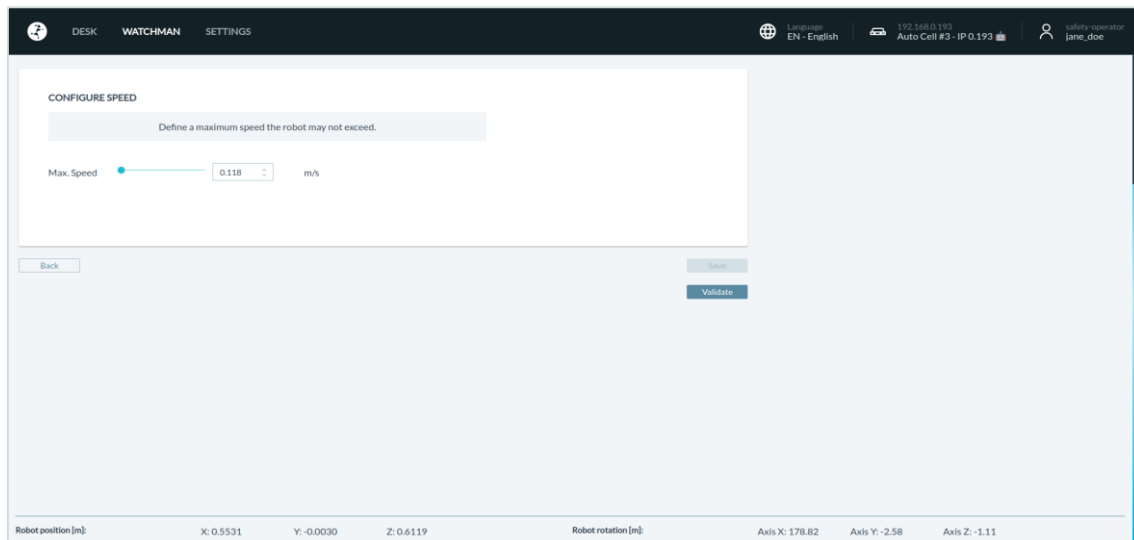 DESK WATCHMAN SETTINGS
Language
EN - English
192.168.0.193
Auto Cell #3 - IP 0.193 🤖
safety-operator
jane_doe
CONFIGURE SPEED
Define a maximum speed the robot may not exceed.
Max. Speed 0.118 m/s
Back Save
Validate
Robot position [m]: X: 0.5531 Y: -0.0030 Z: 0.6119 Robot rotation [m]: Axis X: 178.82 Axis Y: -2.58 Axis Z: -1.11